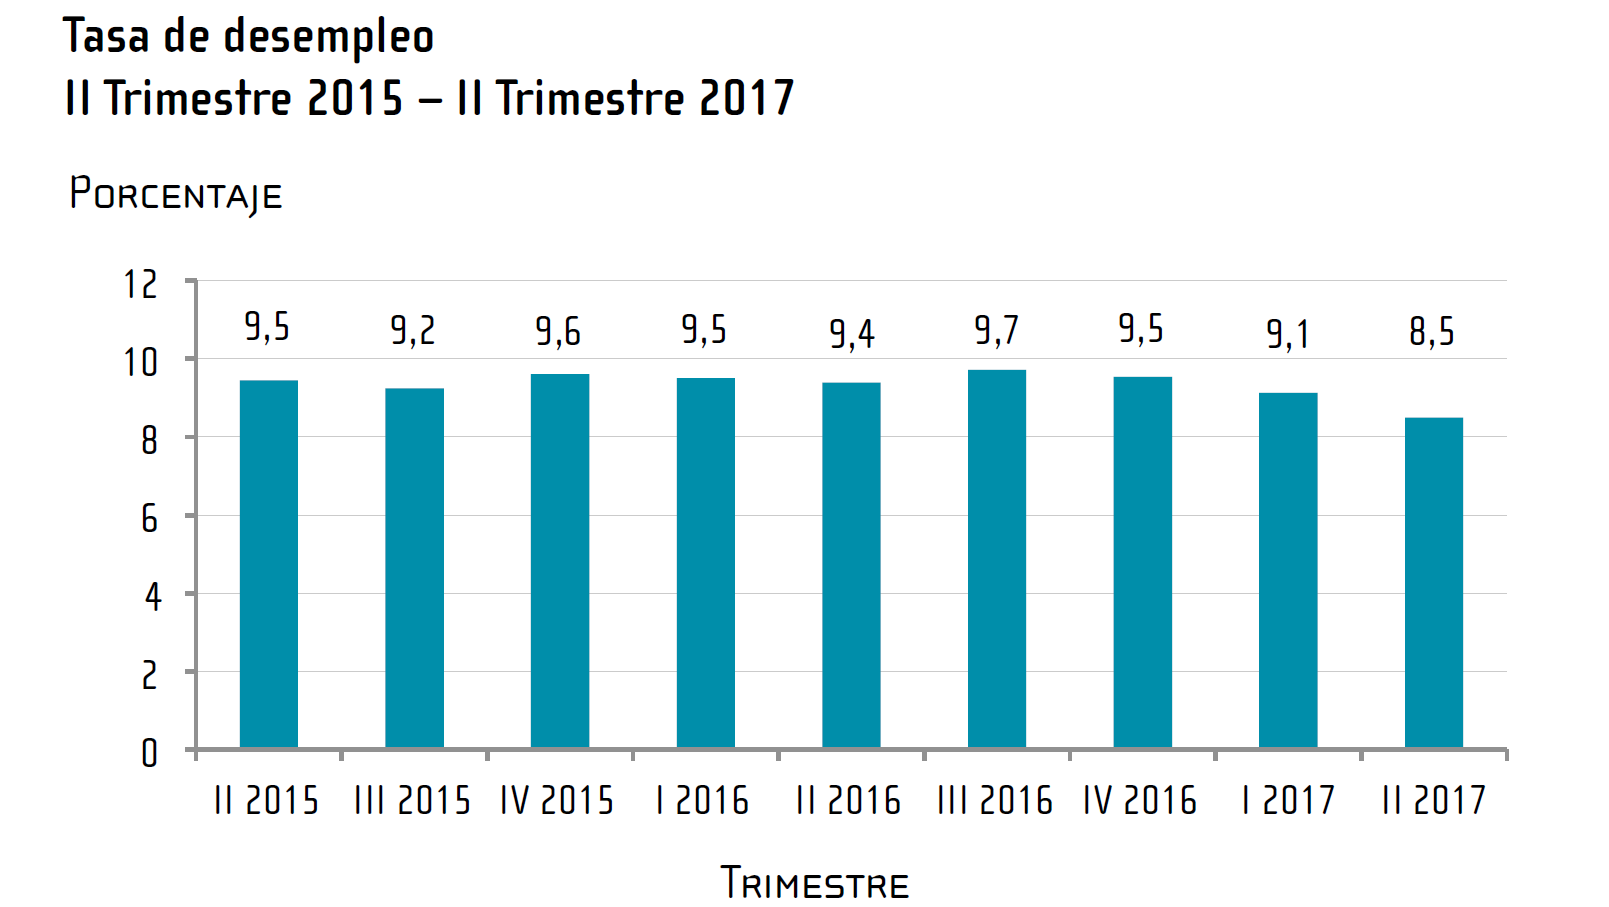 Tasa de desempleo
II Trimestre 2015 – II Trimestre 2017
Porcentaje
12
10
8
6
4
2
0
9,5 9,2 9,6 9,5 9,4 9,7 9,5 9,1 8,5
II 2015 III 2015 IV 2015 I 2016 II 2016 III 2016 IV 2016 I 2017 II 2017
Trimestre